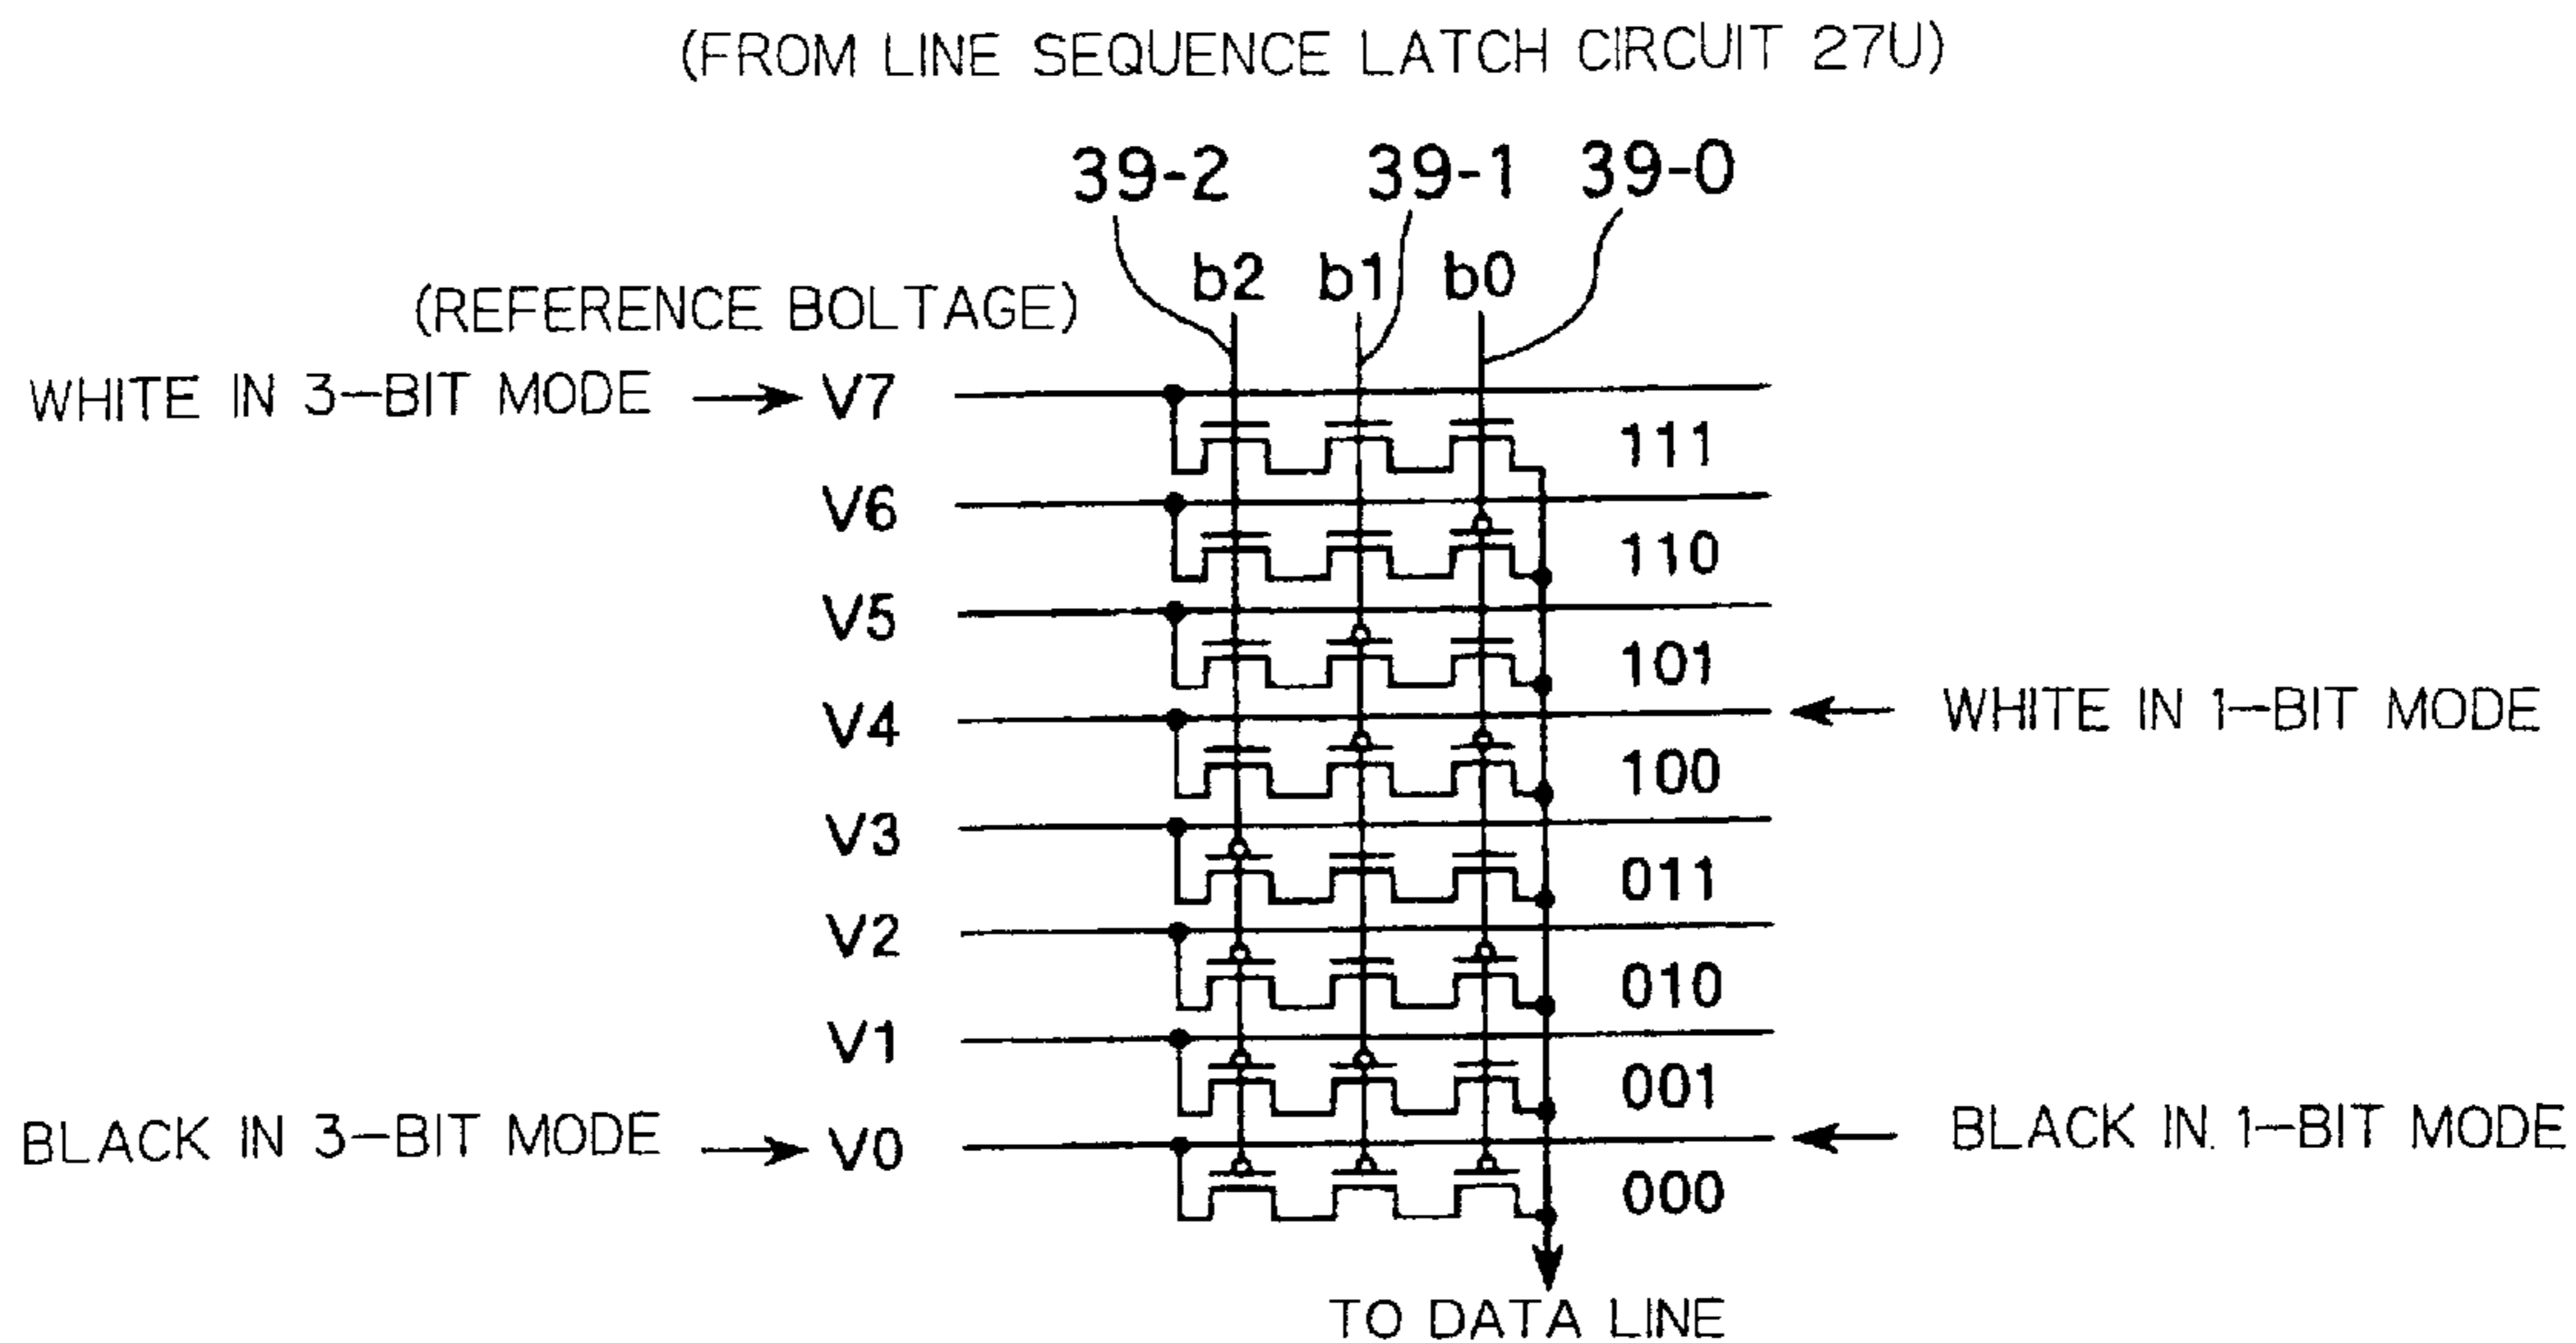 (FROM LINE SEQUENCE LATCH CIRCUIT 27U)
39-2 39-1 39-0
b2 b1 b0
(REFERENCE BOLTAGE)
WHITE IN 3-BIT MODE V7
111
V6
110
V5
101
V4 WHITE IN 1-BIT MODE
100
V3
011
V2
010
V1
001
BLACK IN 3-BIT MODE V0 BLACK IN. 1-BIT MODE
000
TO DATA LINE